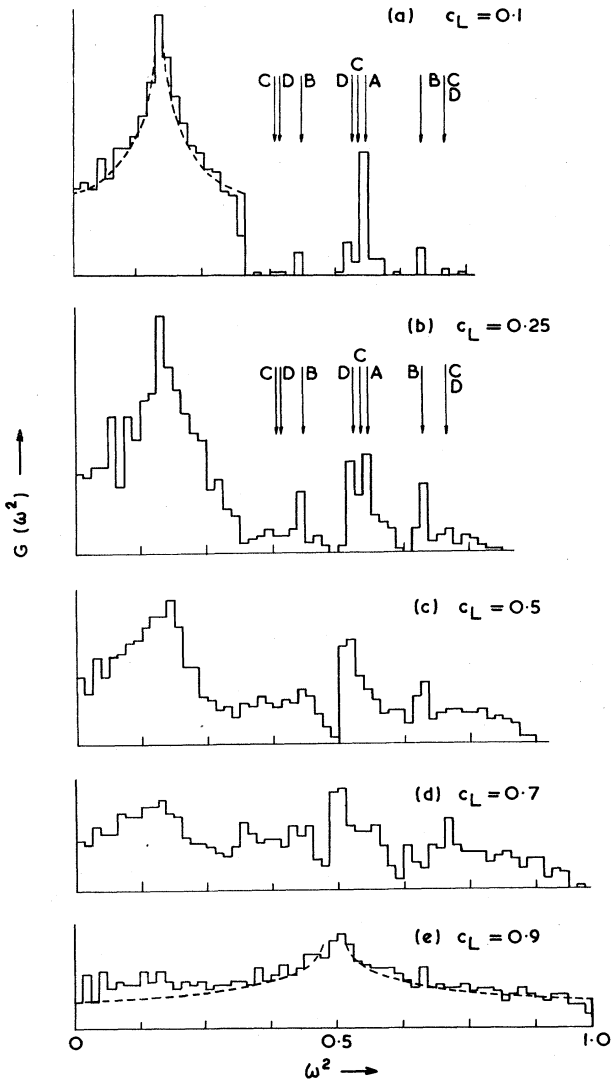 (a) c_L = 0·1
C D B D C A B C D
(b) c_L = 0·25
C D B D C A B C D
G (ω²) →
(c) c_L = 0·5
(d) c_L = 0·7
(e) c_L = 0·9
0 0·5 1·0
ω² →